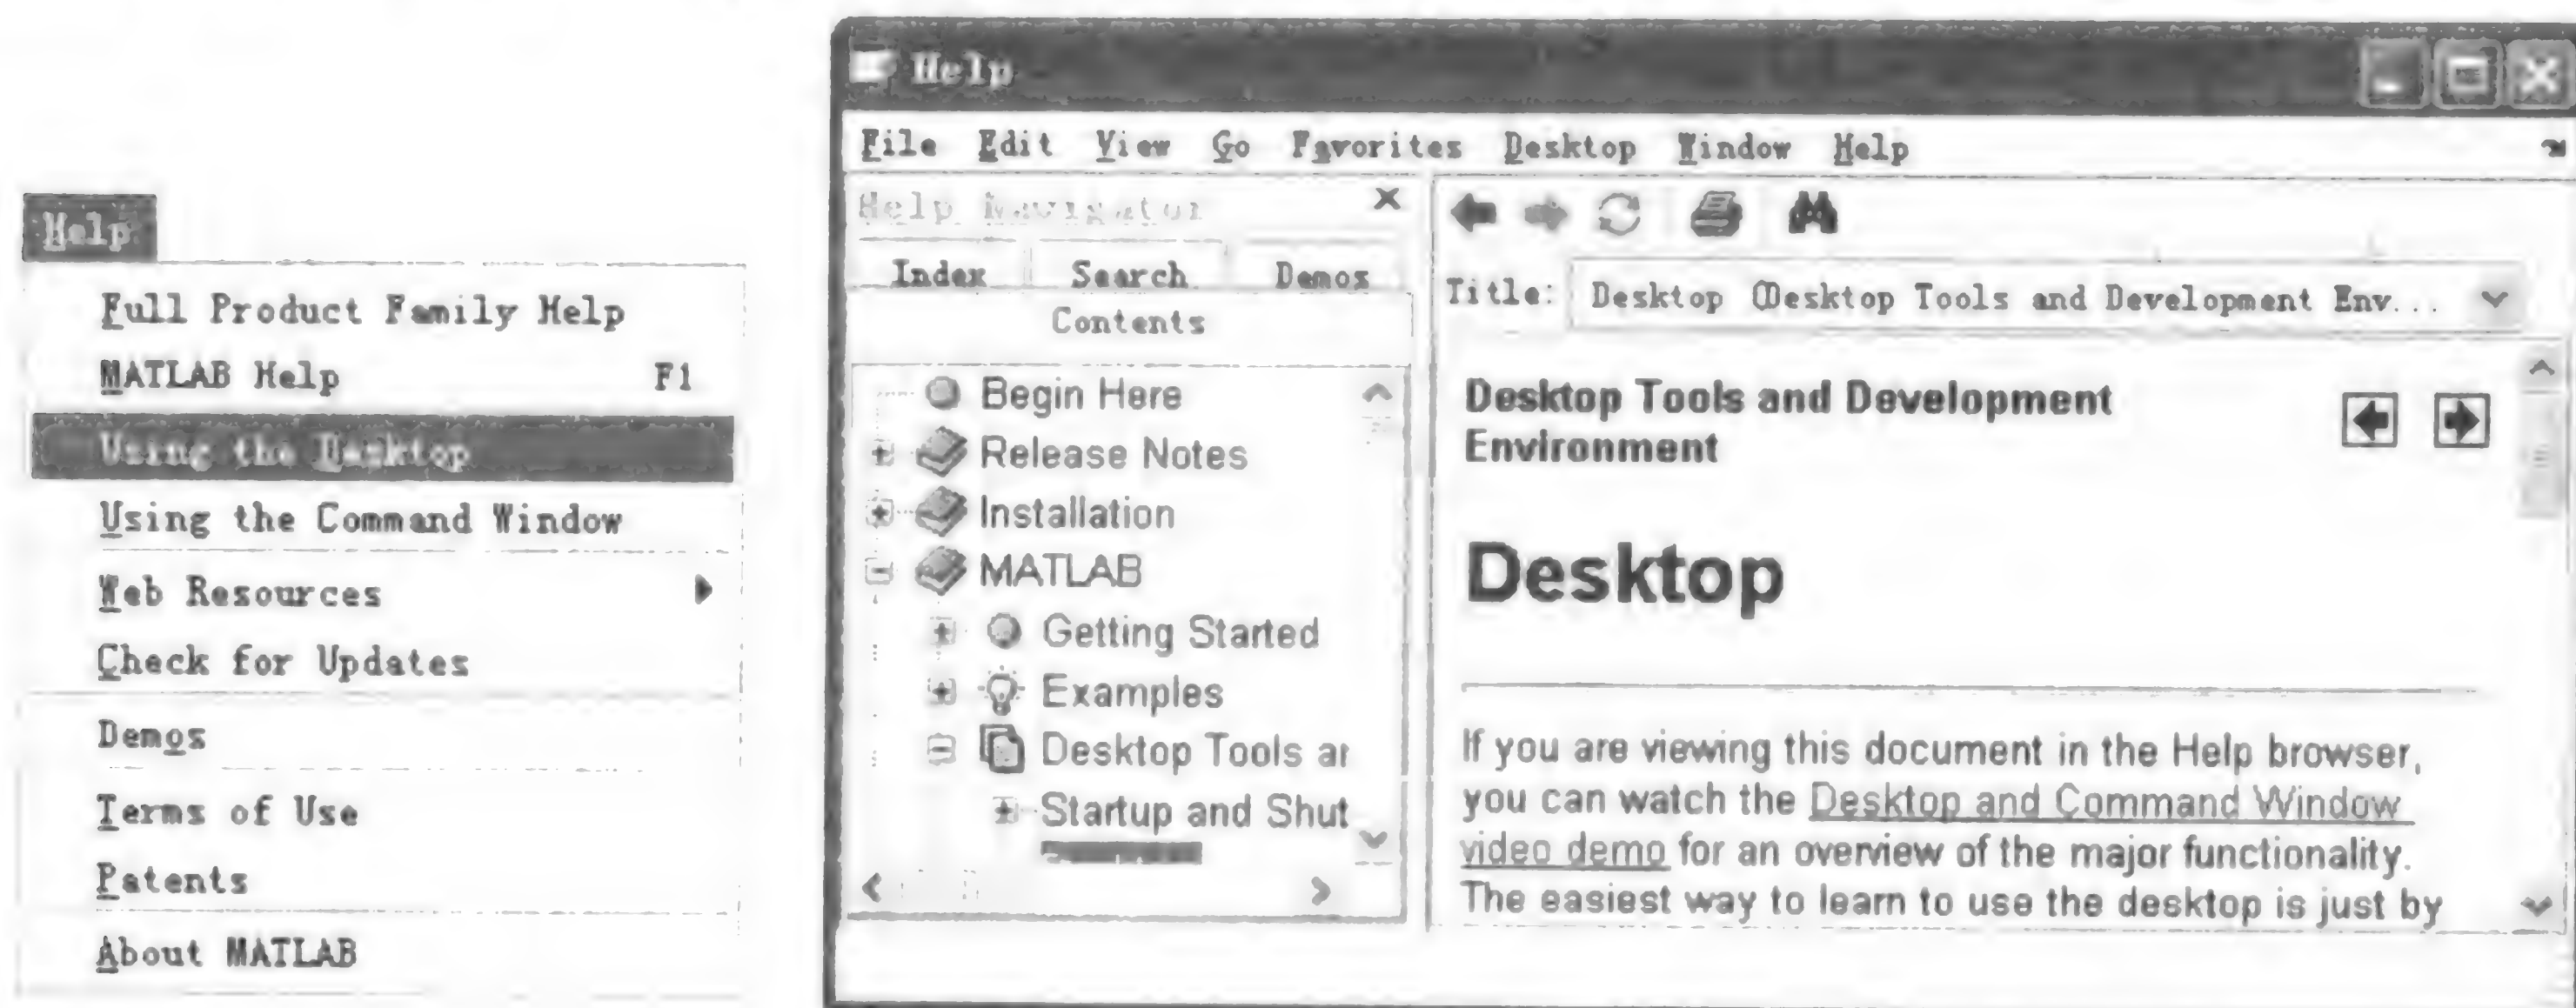 Help
Full Product Family Help
MATLAB Help F1
Using the Desktop
Using the Command Window
Web Resources
Check for Updates
Demos
Terms of Use
Patents
About MATLAB
Help
File Edit View Go Favorites Desktop Window Help
Help Navigator
Index Search Demos
Contents
Begin Here
Release Notes
Installation
MATLAB
Getting Started
Examples
Desktop Tools ar
Startup and Shut
Title: Desktop (Desktop Tools and Development Env...
Desktop Tools and Development
Environment
Desktop
If you are viewing this document in the Help browser,
you can watch the Desktop and Command Window
video demo for an overview of the major functionality.
The easiest way to learn to use the desktop is just by